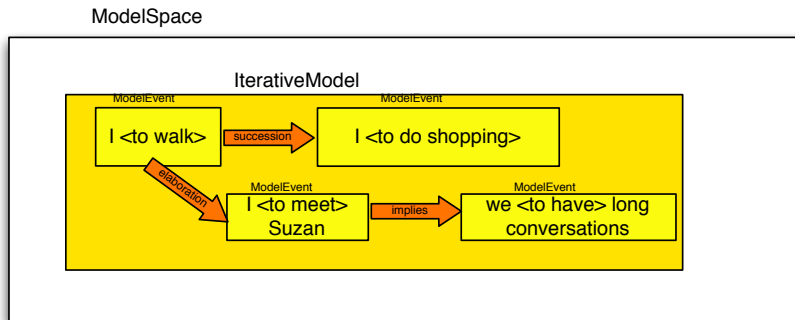 ModelSpace
IterativeModel
ModelEvent
ModelEvent
I <to walk>
succession
I <to do shopping>
elaboration
ModelEvent
ModelEvent
I <to meet>
Suzan
implies
we <to have> long
conversations